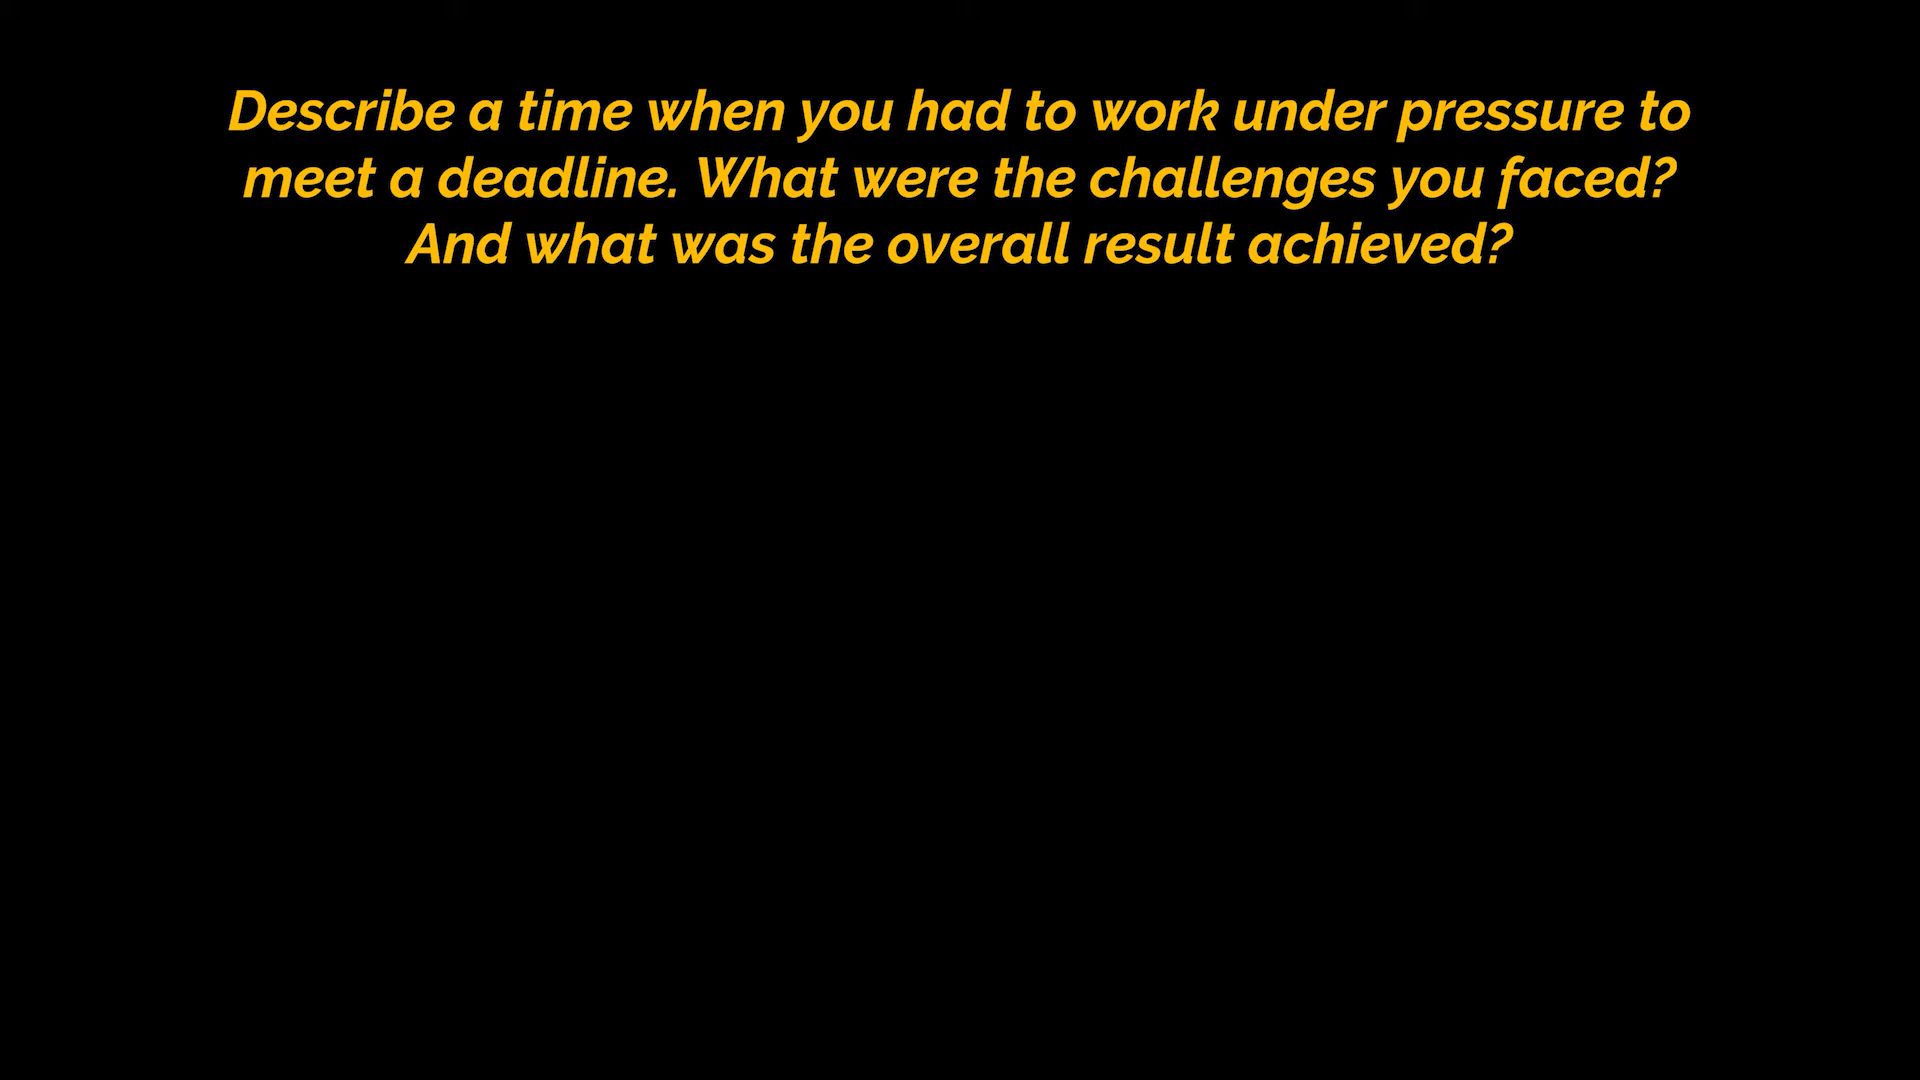 Describe a time when you had to work under pressure to
meet a deadline. What were the challenges you faced?
And what was the overall result achieved?